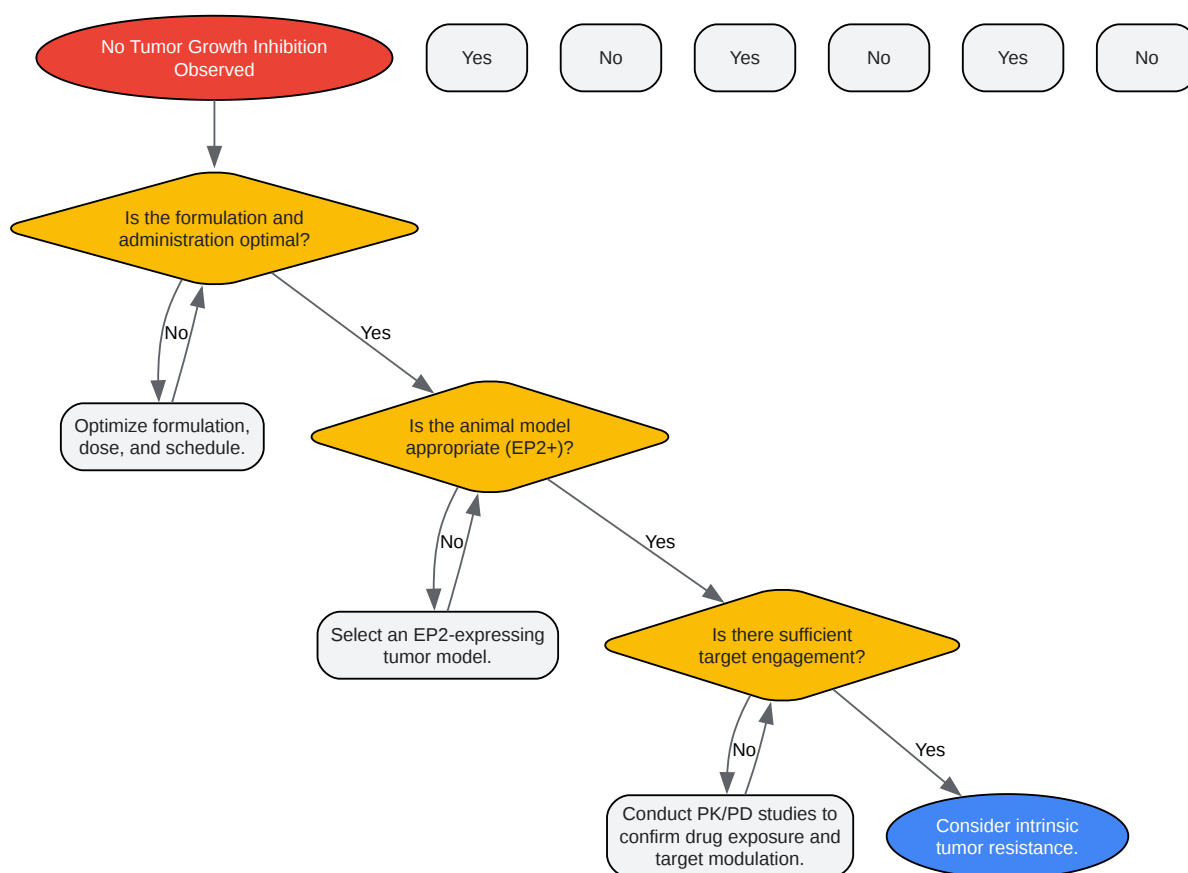 No Tumor Growth Inhibition
Observed
Yes
No
Yes
No
Yes
No
Is the formulation and
administration optimal?
No
Yes
Optimize formulation,
dose, and schedule.
Is the animal model
appropriate (EP2+)?
No
Yes
Select an EP2-expressing
tumor model.
Is there sufficient
target engagement?
No
Yes
Conduct PK/PD studies to
confirm drug exposure and
target modulation.
Consider intrinsic
tumor resistance.